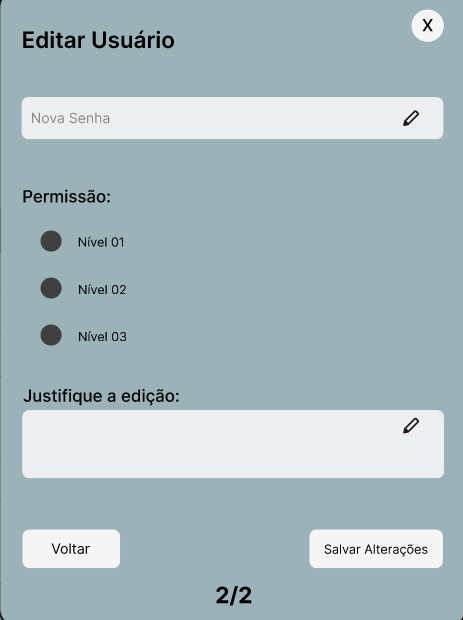 Editar Usuário
X
Nova Senha
Permissão:
Nível 01
Nível 02
Nível 03
Justifique a edição:
Voltar
Salvar Alterações
2/2